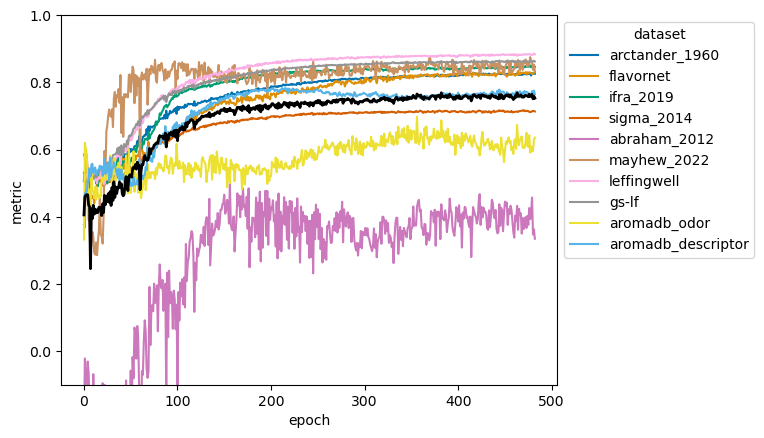 1.0
0.8
0.6
0.4
0.2
0.0
metric
0
100
200
300
400
500
epoch
dataset
arctander_1960
flavornet
ifra_2019
sigma_2014
abraham_2012
mayhew_2022
leffingwell
gs-lf
aromadb_odor
aromadb_descriptor